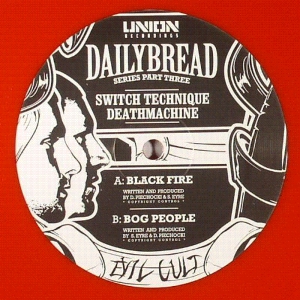 UNION
RECORDINGS
DAILYBREAD
SERIES PART THREE
SWITCH TECHNIQUE
DEATHMACHINE
A: BLACK FIRE
WRITTEN AND PRODUCED
BY D. PIECHOCKI & S. EYRE
* COPYRIGHT CONTROL *
B: BOG PEOPLE
WRITTEN AND PRODUCED
BY S. EYRE & D. PIECHOCKI
* COPYRIGHT CONTROL *
EVIL CULT